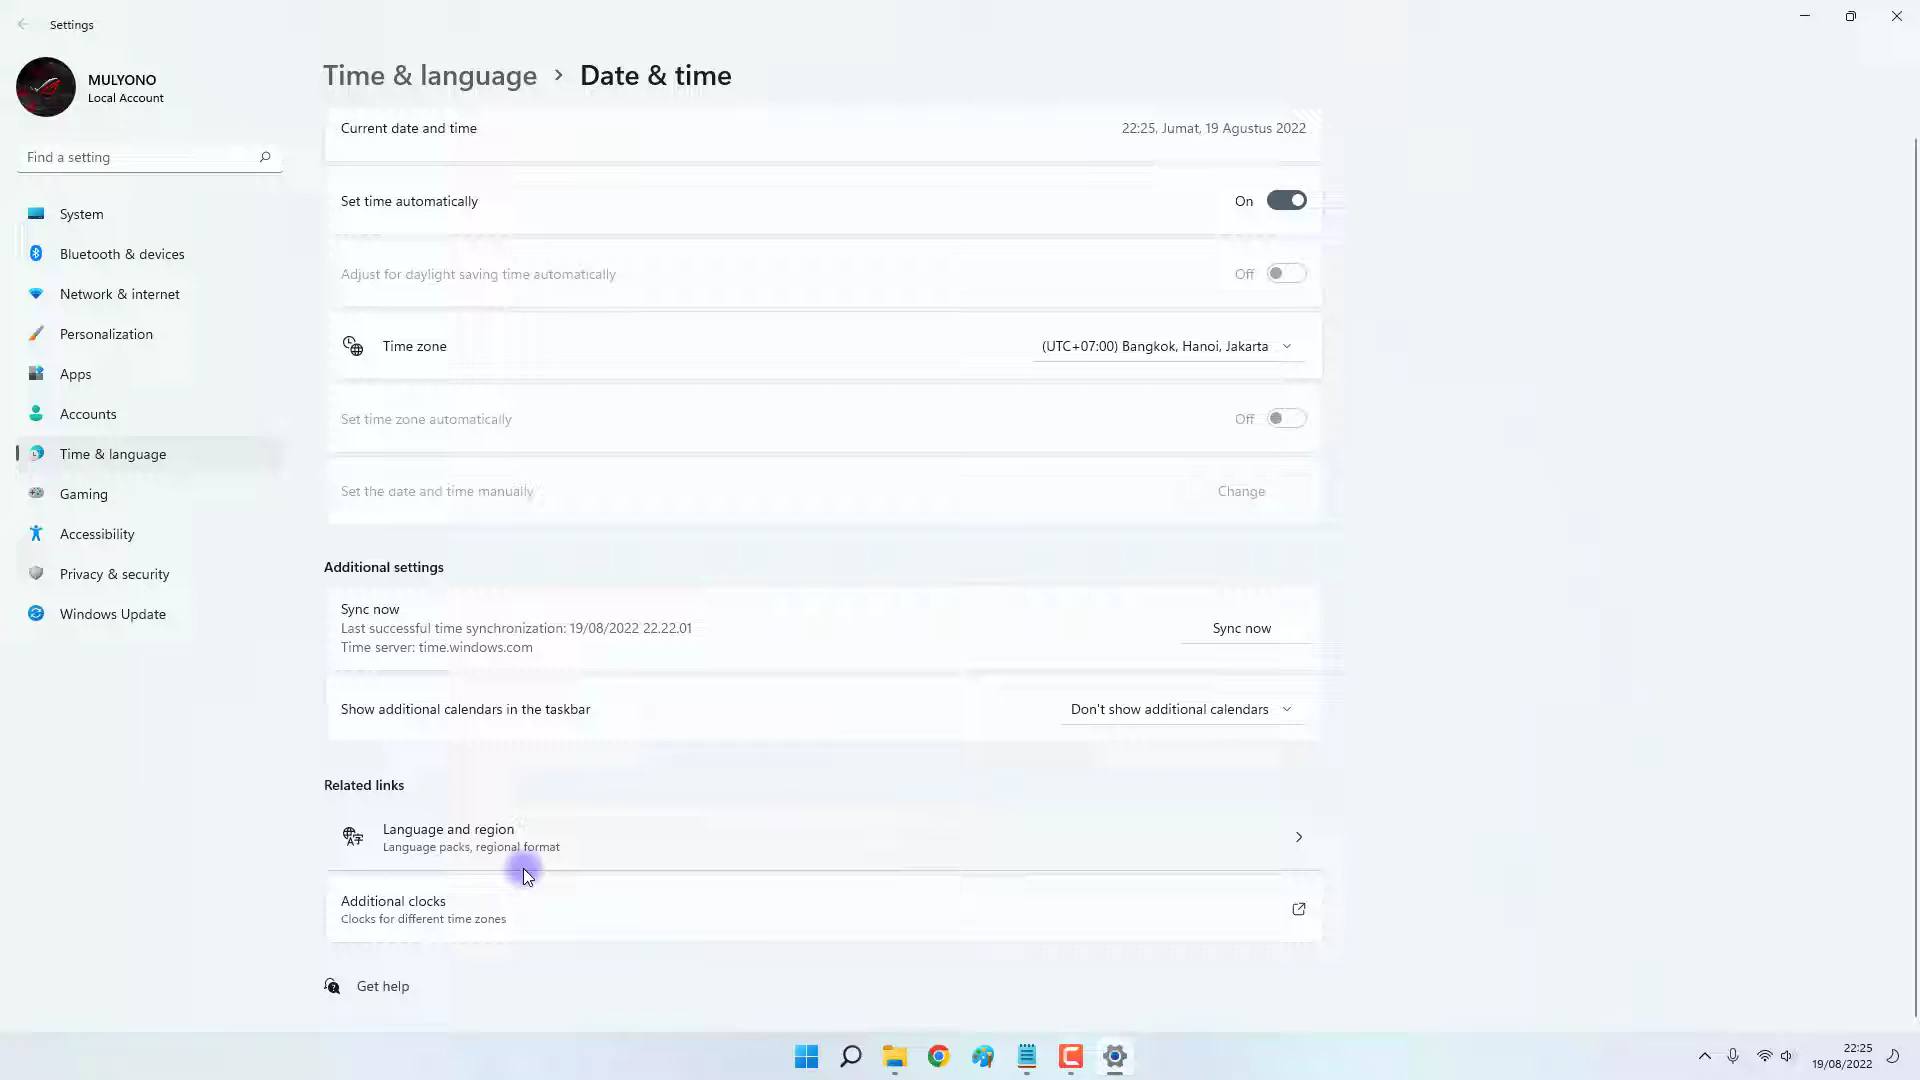 Settings
MULYONO
Local Account
Find a setting
System
Bluetooth & devices
Network & internet
Personalization
Apps
Accounts
Time & language
Gaming
Accessibility
Privacy & security
Windows Update
Time & language > Date & time
Current date and time
22:25, Jumat, 19 Agustus 2022
Set time automatically
On
Adjust for daylight saving time automatically
Off
Time zone
(UTC+07:00) Bangkok, Hanoi, Jakarta
Set time zone automatically
Off
Set the date and time manually
Change
Additional settings
Sync now
Last successful time synchronization: 19/08/2022 22.22.01
Time server: time.windows.com
Sync now
Show additional calendars in the taskbar
Don't show additional calendars
Related links
Language and region
Language packs, regional format
Additional clocks
Clocks for different time zones
Get help
22:25
19/08/2022